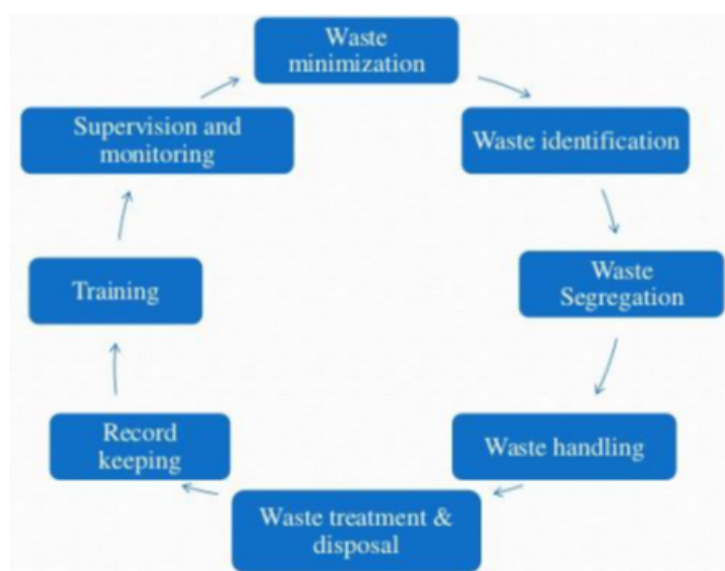 Waste
minimization
Waste identification
Waste
Segregation
Waste handling
Waste treatment &
disposal
Record
keeping
Training
Supervision and
monitoring